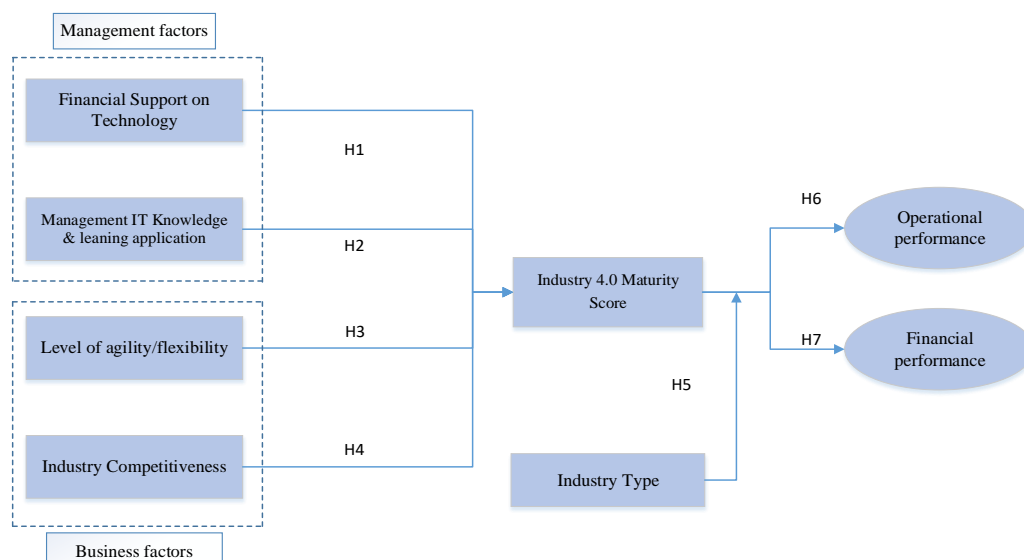 Management factors
Financial Support on
Technology
H1
Management IT Knowledge
& leaning application
H2
H6
Operational
performance
Industry 4.0 Maturity
Score
Level of agility/flexibility
H3
H7
Financial
performance
H5
Industry Competitiveness
H4
Industry Type
Business factors